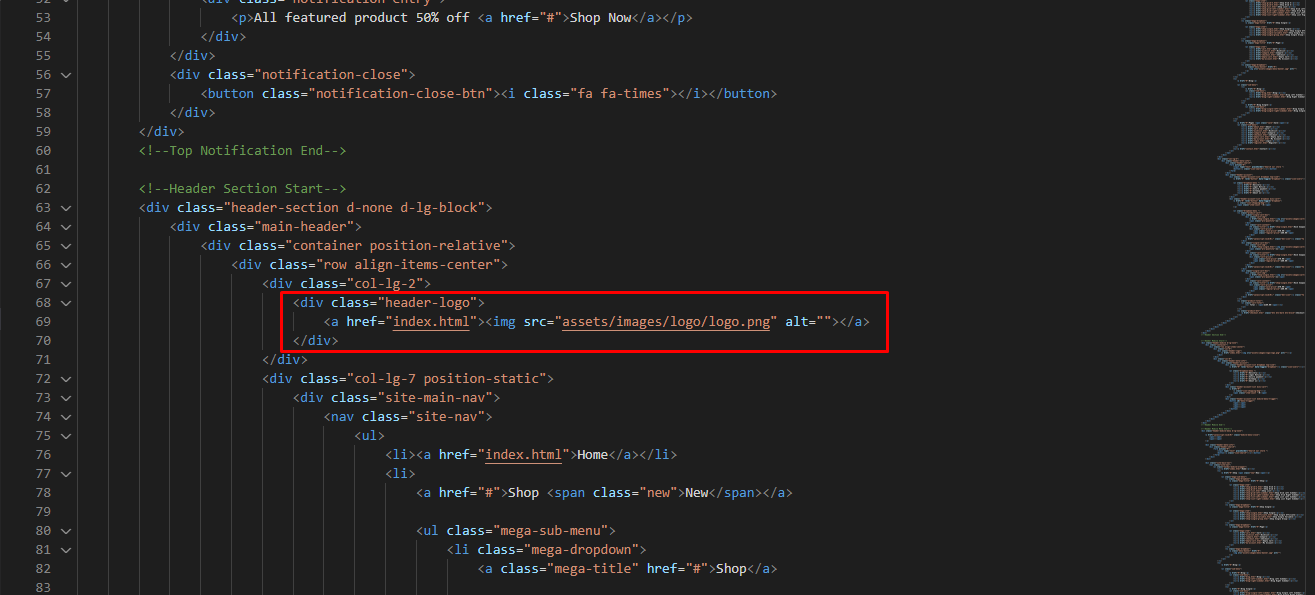 53 <p>All featured product 50% off <a href="#">Shop Now</a></p>
54 </div>
55 </div>
56 <div class="notification-close">
57 <button class="notification-close-btn"><i class="fa fa-times"></i></button>
58 </div>
59 </div>
60 <!--Top Notification End-->
61
62 <!--Header Section Start-->
63 <div class="header-section d-none d-lg-block">
64 <div class="main-header">
65 <div class="container position-relative">
66 <div class="row align-items-center">
67 <div class="col-lg-2">
68 <div class="header-logo">
69 <a href="index.html"><img src="assets/images/logo/logo.png" alt=""></a>
70 </div>
71 </div>
72 <div class="col-lg-7 position-static">
73 <div class="site-main-nav">
74 <nav class="site-nav">
75 <ul>
76 <li><a href="index.html">Home</a></li>
77 <li>
78 <a href="#">Shop <span class="new">New</span></a>
79
80 <ul class="mega-sub-menu">
81 <li class="mega-dropdown">
82 <a class="mega-title" href="#">Shop</a>
83